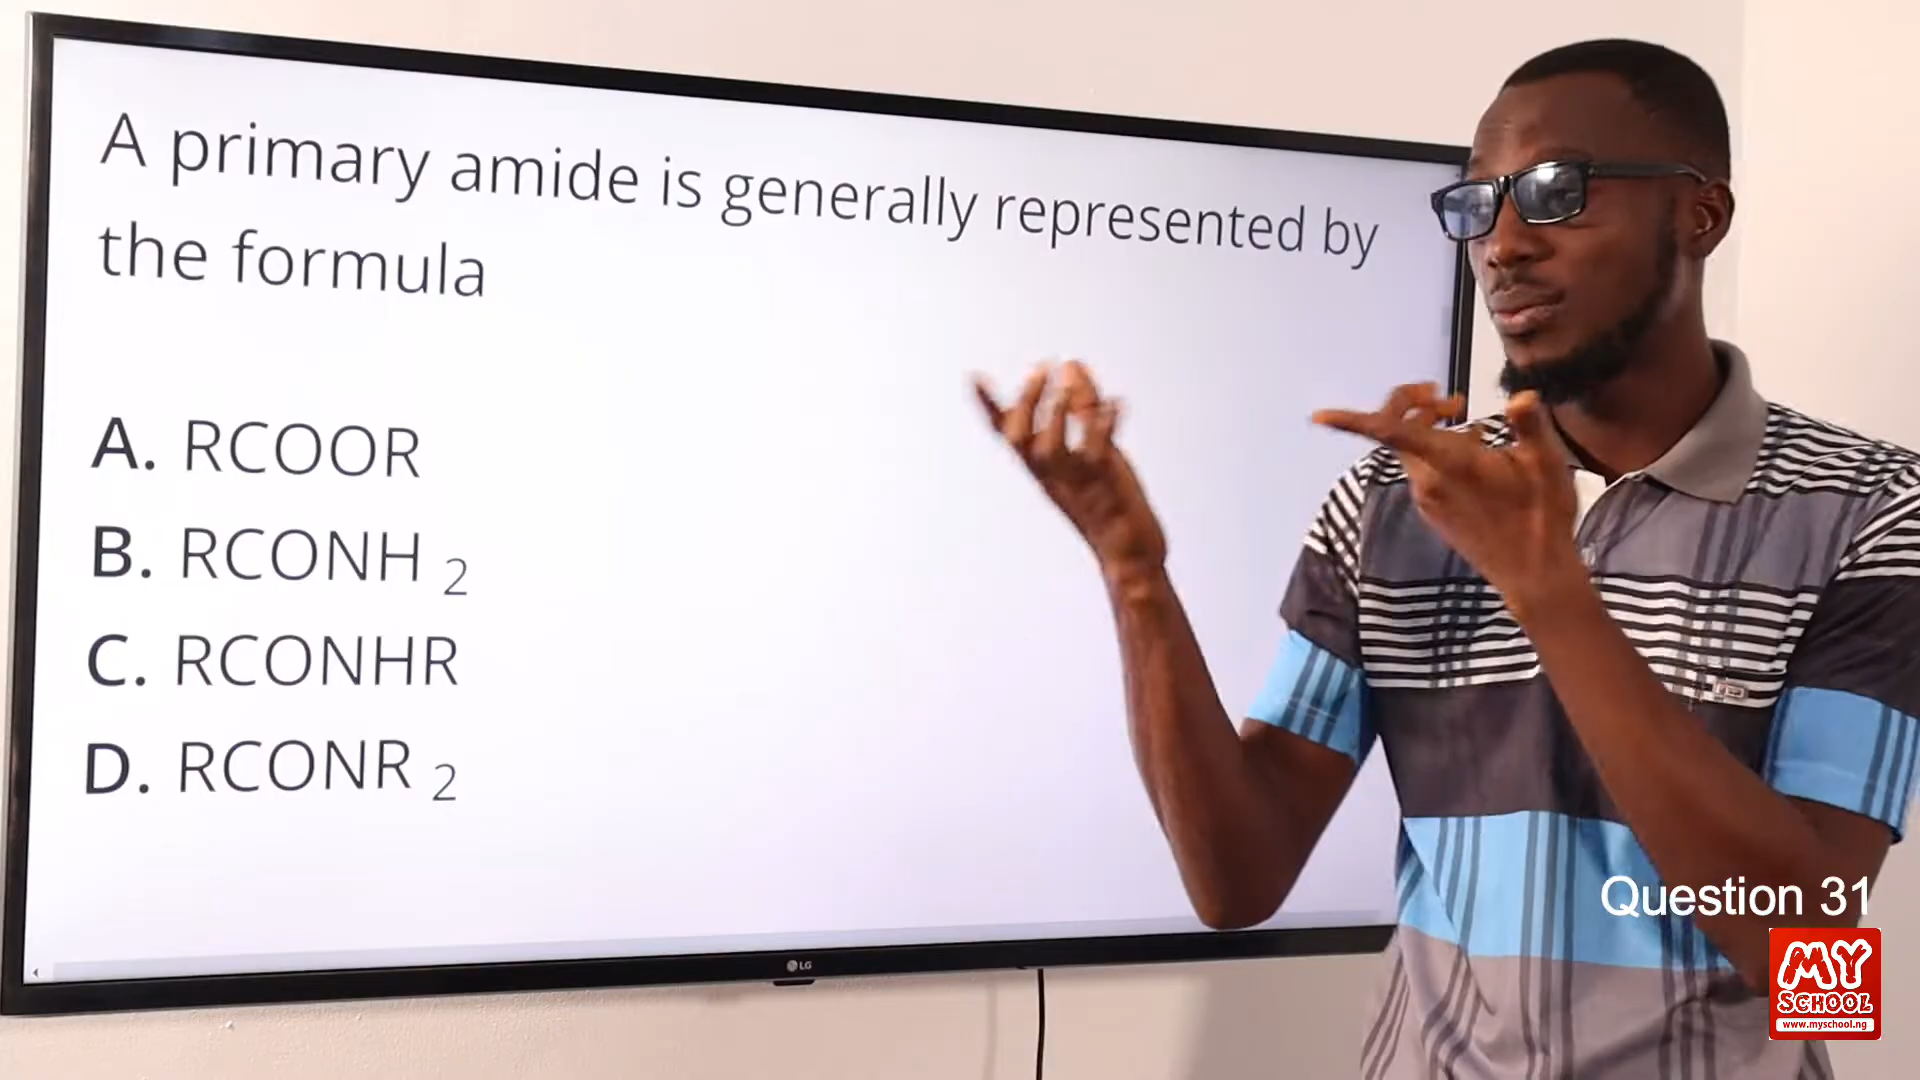 A primary amide is generally represented by
the formula
A. RCOOR
B. RCONH 2
C. RCONHR
D. RCONR 2
LG
Question 31
MY
SCHOOL
www.myschool.ng